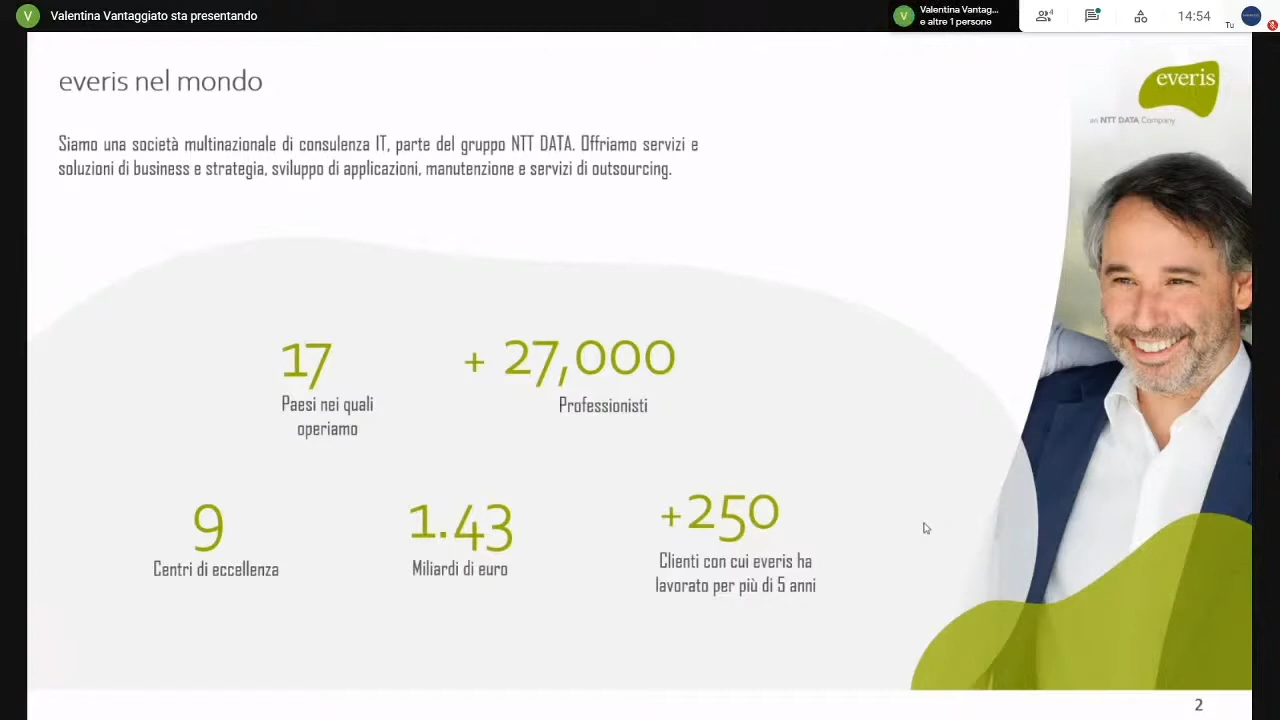 V Valentina Vantaggiato sta presentando
V Valentina Vantag...
e altre 1 persone
4
14:54
Tu
everis nel mondo
everis
an NTT DATA Company
Siamo una società multinazionale di consulenza IT, parte del gruppo NTT DATA. Offriamo servizi e
soluzioni di business e strategia, sviluppo di applicazioni, manutenzione e servizi di outsourcing.
17
Paesi nei quali
operiamo
+ 27,000
Professionisti
9
Centri di eccellenza
1.43
Miliardi di euro
+250
Clienti con cui everis ha
lavorato per più di 5 anni
2